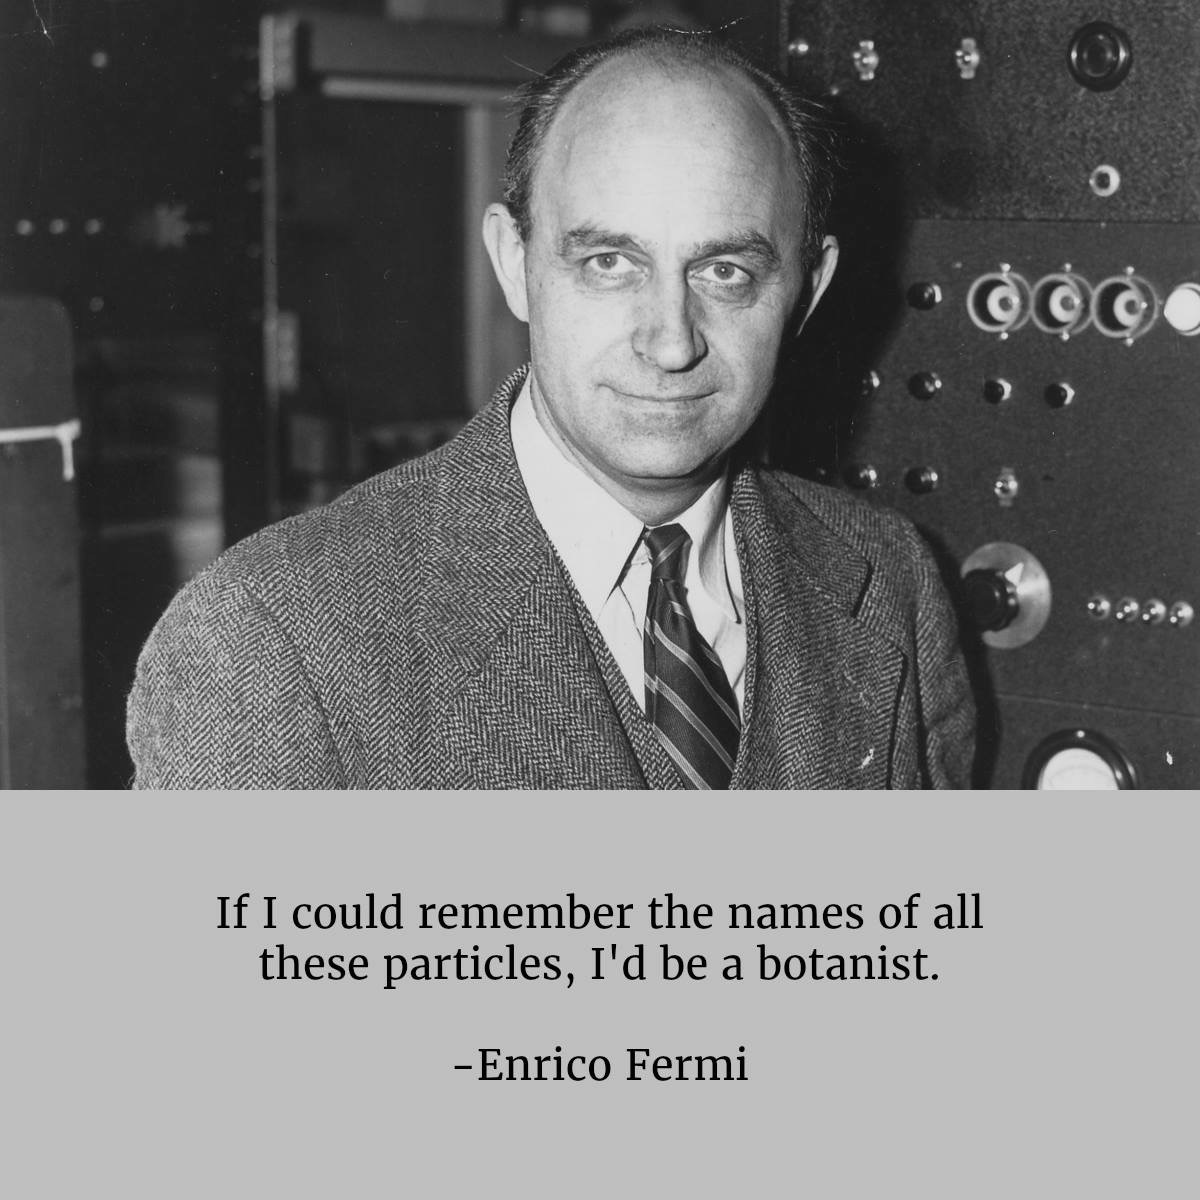 If I could remember the names of all
these particles, I'd be a botanist.
-Enrico Fermi